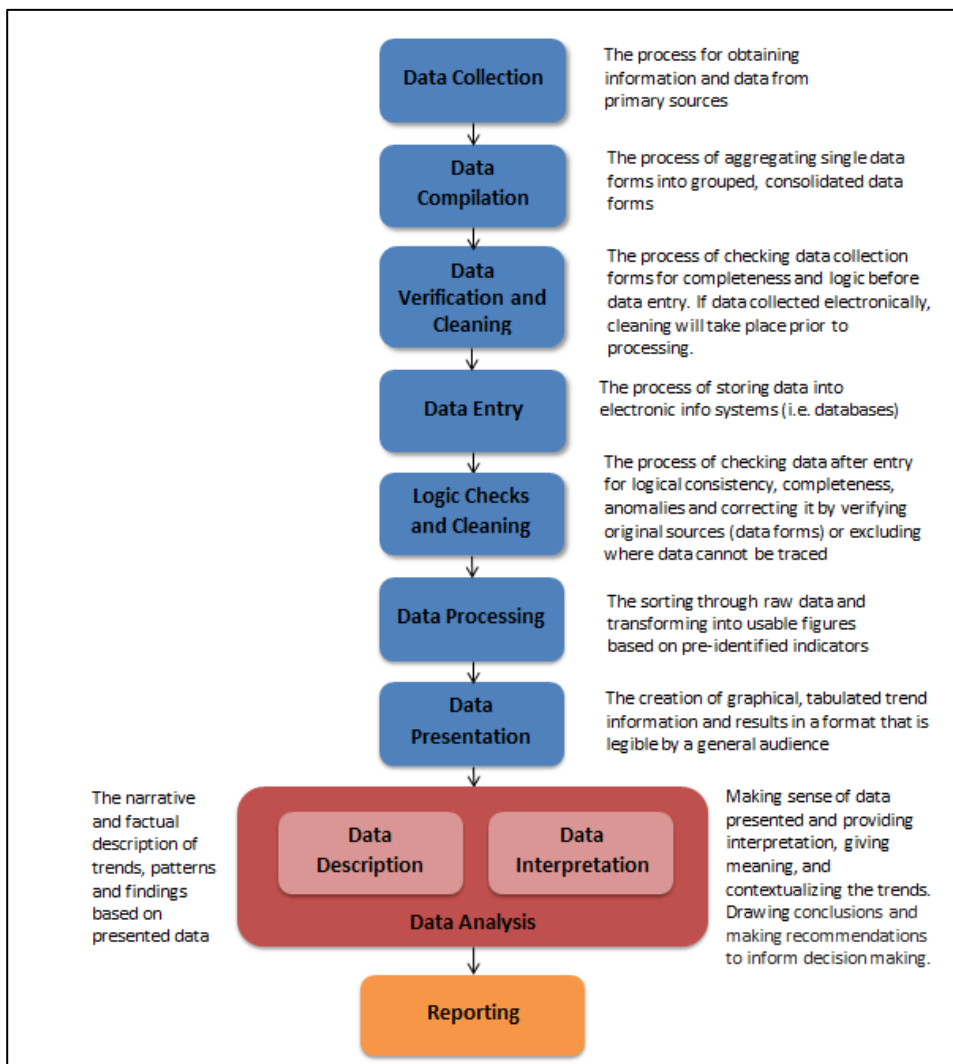 Data Collection
The process for obtaining
information and data from
primary sources
Data
Compilation
The process of aggregating single data
forms into grouped, consolidated data
forms
Data
Verification and
Cleaning
The process of checking data collection
forms for completeness and logic before
data entry. If data collected electronically,
cleaning will take place prior to
processing.
Data Entry
The process of storing data into
electronic info systems (i.e. databases)
Logic Checks
and Cleaning
The process of checking data after entry
for logical consistency, completeness,
anomalies and correcting it by verifying
original sources (data forms) or excluding
where data cannot be traced
Data Processing
The sorting through raw data and
transforming into usable figures
based on pre-identified indicators
Data
Presentation
The creation of graphical, tabulated trend
information and results in a format that is
legible by a general audience
The narrative
and factual
description of
trends, patterns
and findings
based on
presented data
Data
Description
Data
Interpretation
Data Analysis
Making sense of data
presented and providing
interpretation, giving
meaning, and
contextualizing the trends.
Drawing conclusions and
making recommendations
to inform decision making.
Reporting